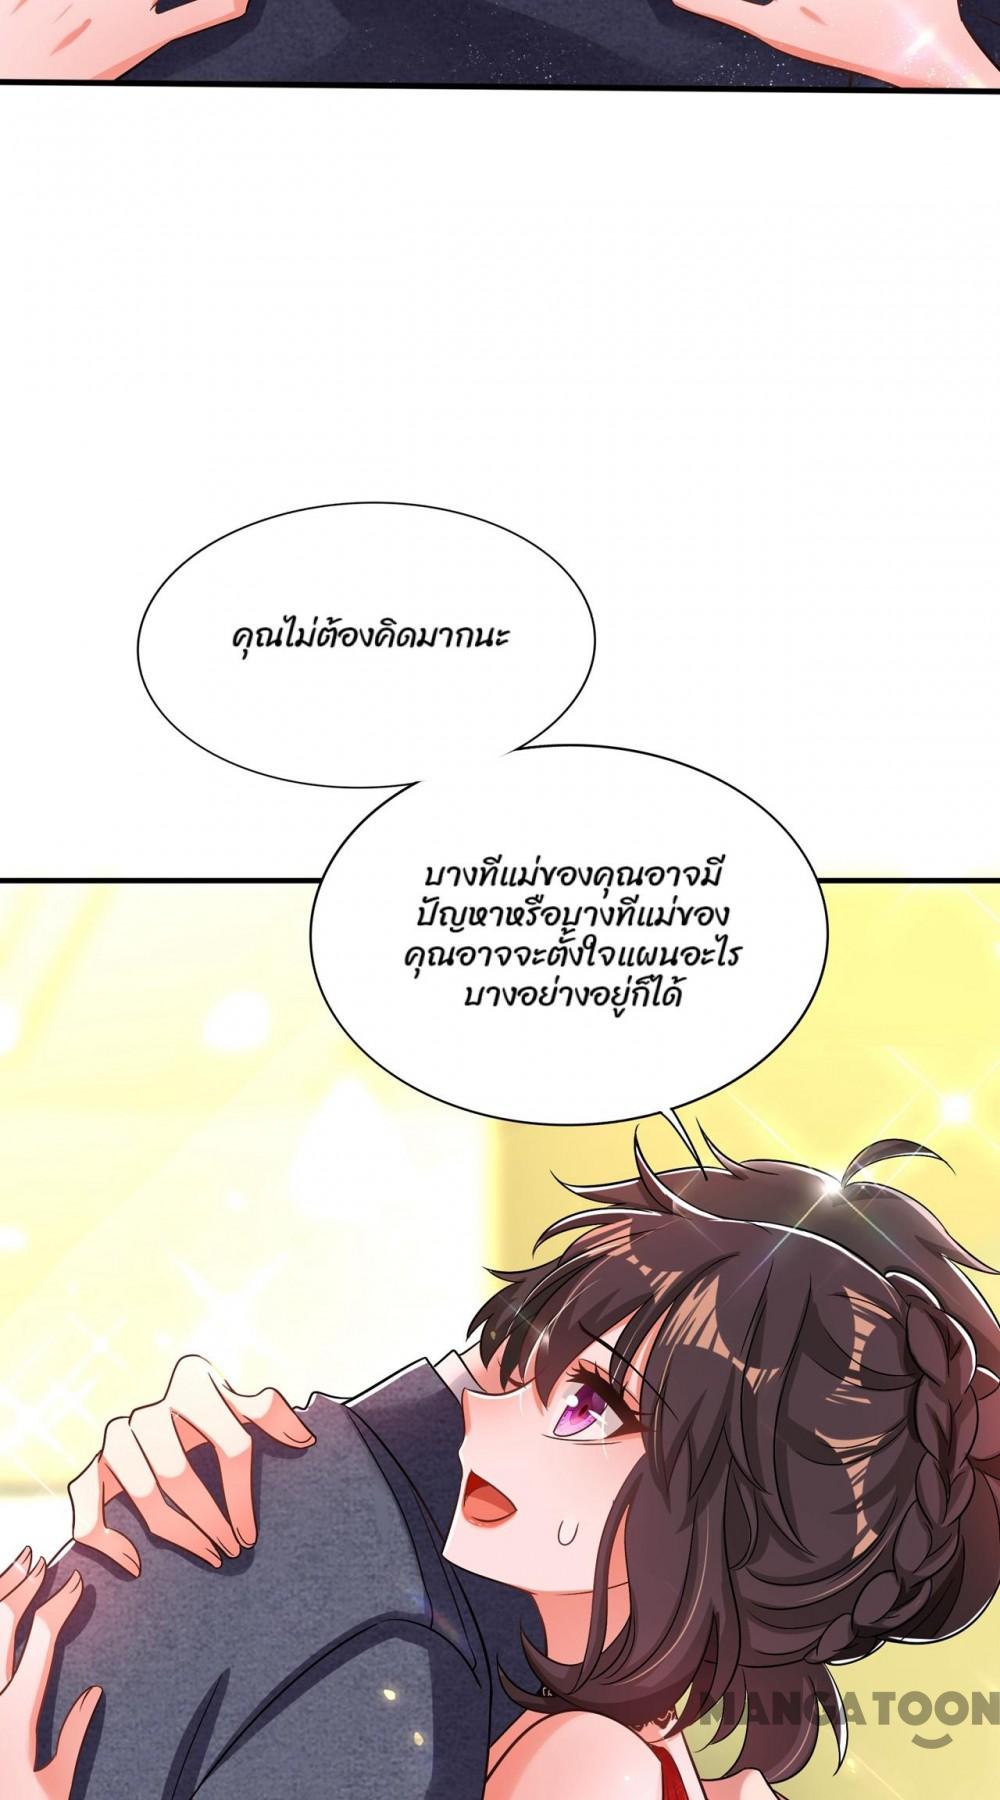 คุณไม่ต้องคิดมากนะ
บางทีแม่ของคุณอาจมี
ปัญหาหรือบางทีแม่ของ
คุณอาจจะตั้งใจแผนอะไร
บางอย่างอยู่ก็ได้
MANGATOON